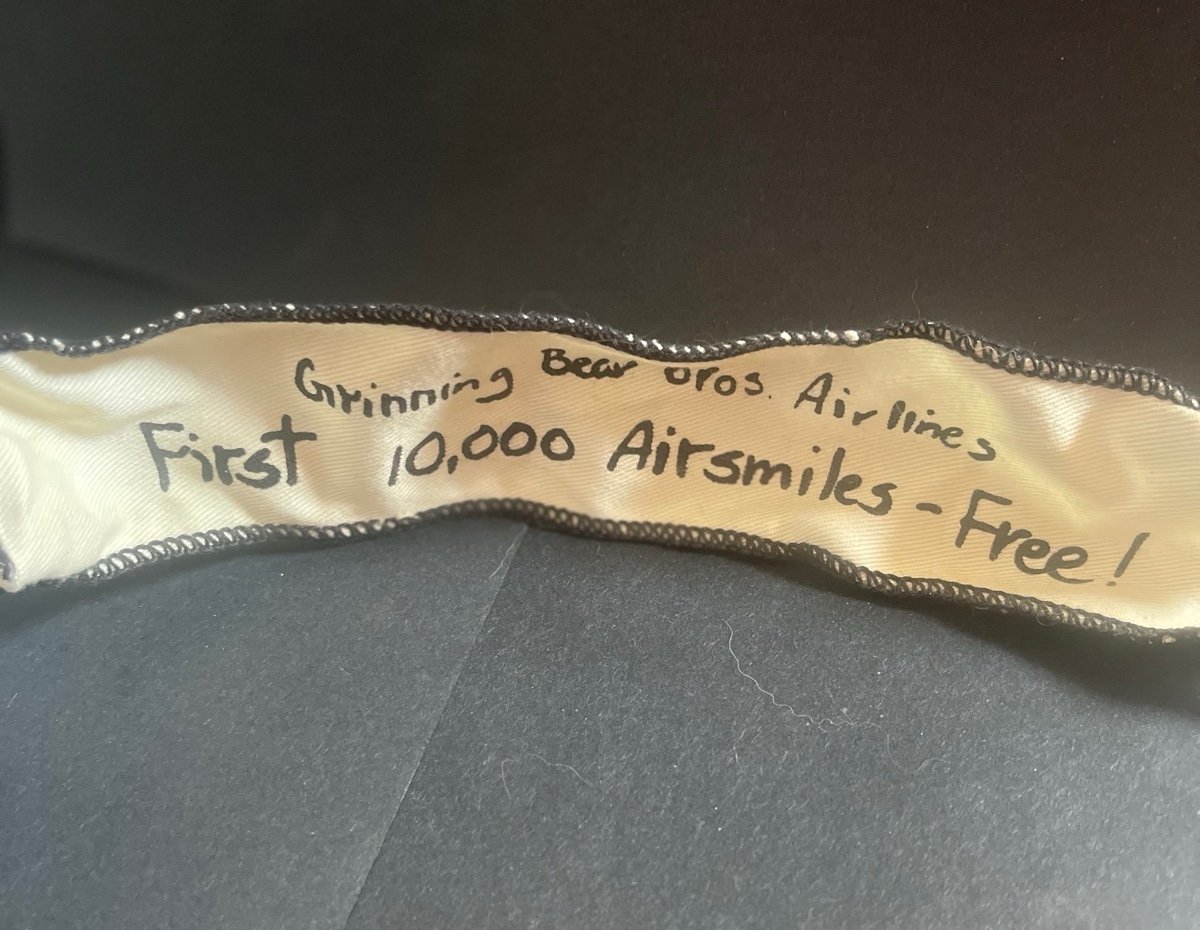 Grinning Bear Bros. Airlines
First 10,000 Airsmiles - Free!